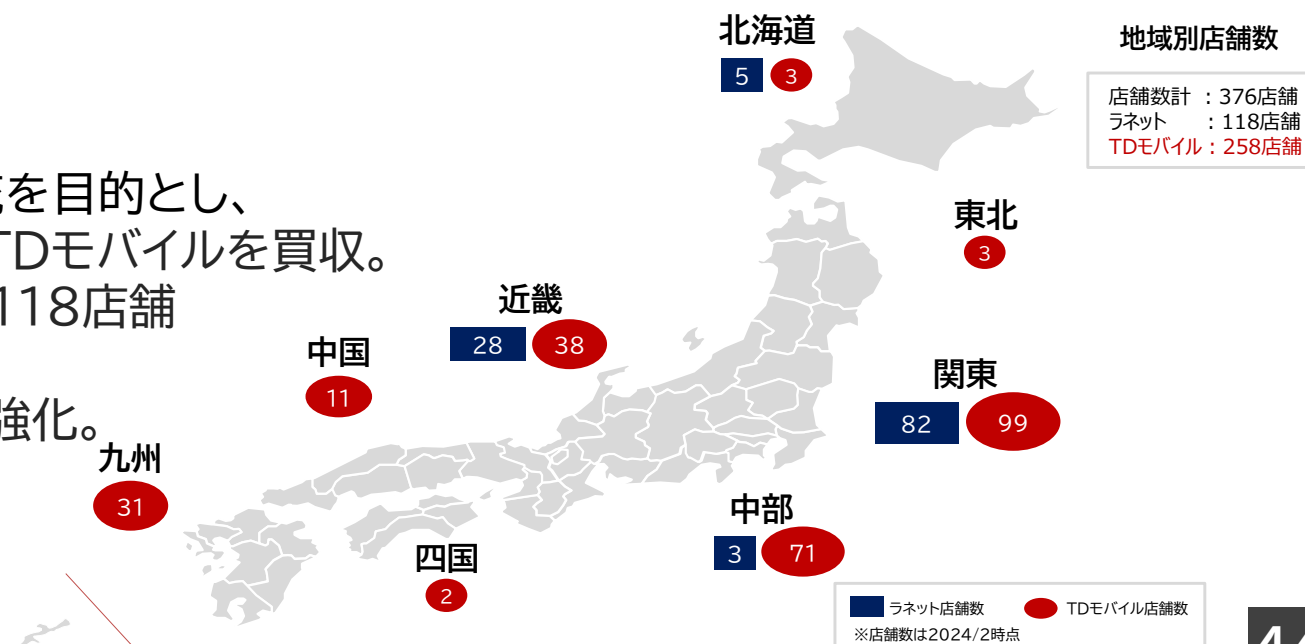 北海道
5 3
地域別店舗数
店舗数計 : 376店舗
ラネット : 118店舗
TDモバイル : 258店舗
を目的とし、
TDモバイルを買収。
118店舗
強化。
東北
3
近畿
28 38
中国
11
関東
82 99
九州
31
中部
3 71
四国
2
ラネット店舗数 TDモバイル店舗数
※店舗数は2024/2時点